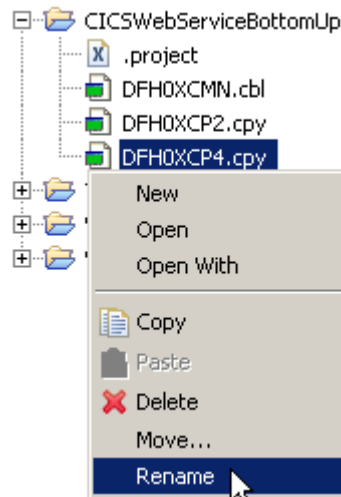 CICSWebServiceBottomUp
.project
DFH0XCMN.cbl
DFH0XCP2.cpy
DFH0XCP4.cpy
New
Open
Open With
Copy
Paste
Delete
Move...
Rename